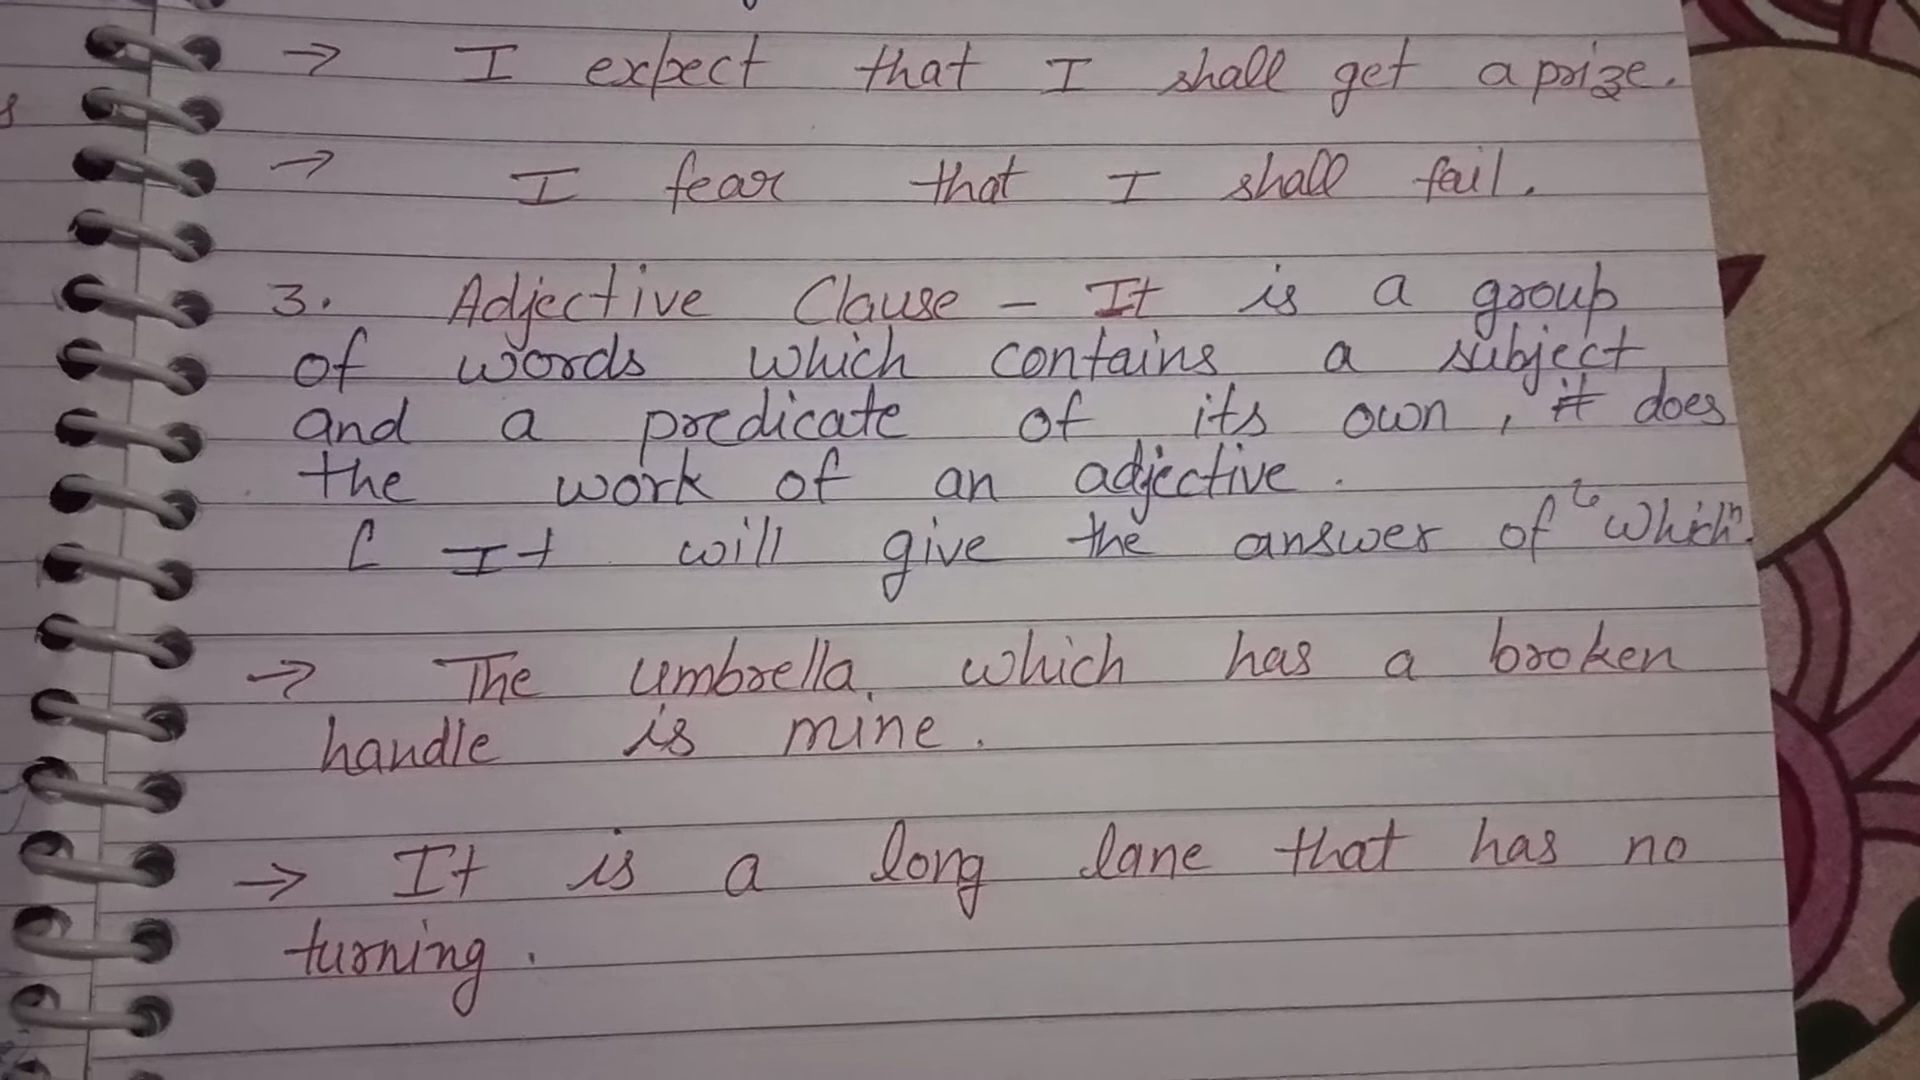 → I expect that I shall get a prize.
→ I fear that I shall fail.
3. Adjective Clause - It is a group
of words which contains a subject
and a predicate of its own, it does
the work of an adjective.
[ It will give the answer of "which".
→ The umbrella, which has a broken
handle is mine.
→ It is a long lane that has no
turning.